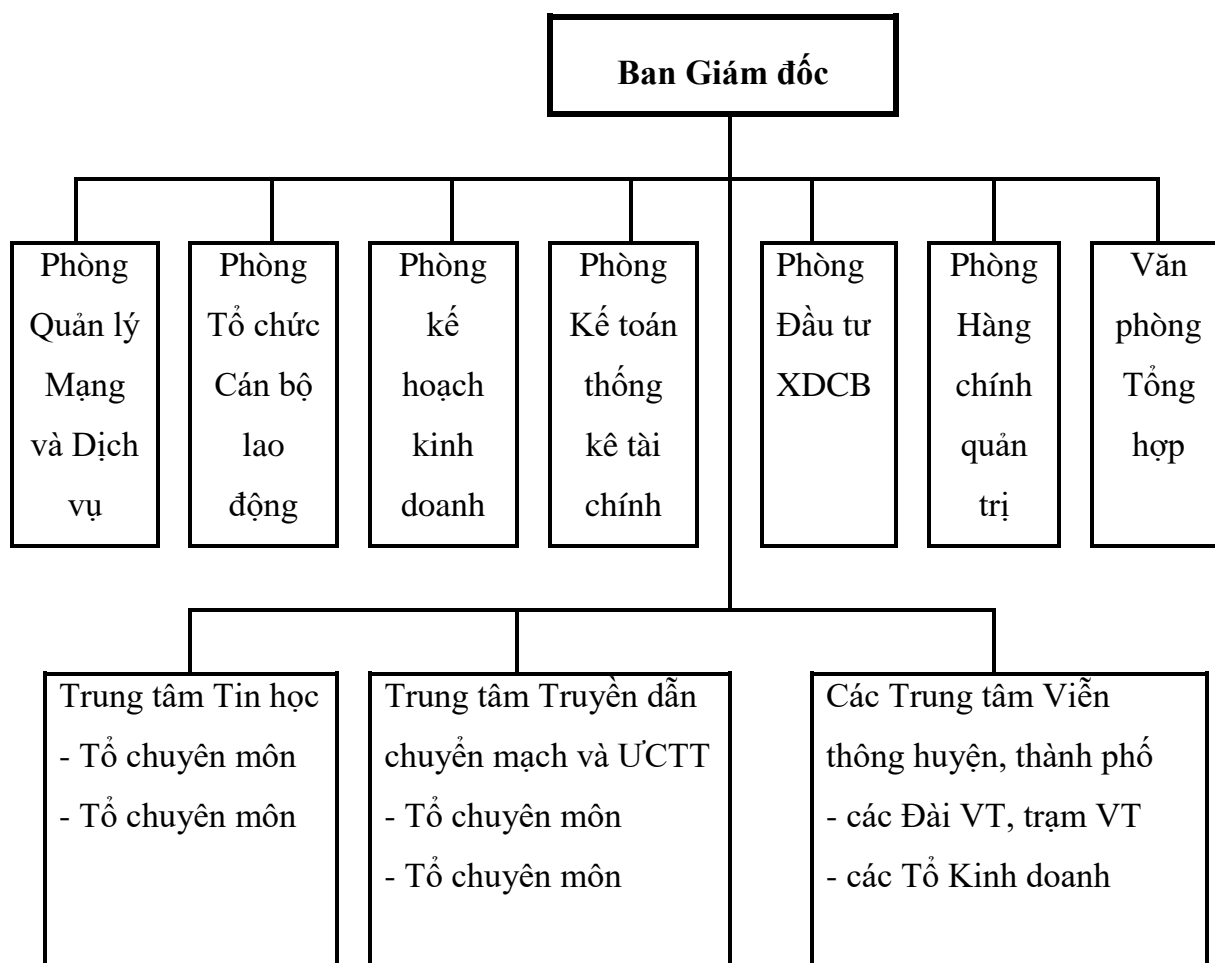 Ban Giám đốc
Phòng
Quản lý
Mạng
và Dịch
vụ
Phòng
Tổ chức
Cán bộ
lao
động
Phòng
kế
hoạch
kinh
doanh
Phòng
Kế toán
thống
kê tài
chính
Phòng
Đầu tư
XDCB
Phòng
Hàng
chính
quản
trị
Văn
phòng
Tổng
hợp
Trung tâm Tin học
- Tổ chuyên môn
- Tổ chuyên môn
Trung tâm Truyền dẫn
chuyển mạch và ƯCTT
- Tổ chuyên môn
- Tổ chuyên môn
Các Trung tâm Viễn
thông huyện, thành phố
- các Đài VT, trạm VT
- các Tổ Kinh doanh